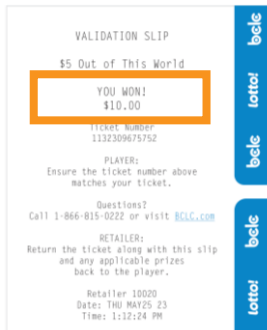 VALIDATION SLIP
$5 Out of This World
YOU WON!
$10.00
Ticket Number
1132309675752
PLAYER:
Ensure the ticket number above
matches your ticket.
Questions?
Call 1-866-815-0222 or visit BCLC.com
RETAILER:
Return the ticket along with this slip
and any applicable prizes
back to the player.
Retailer 10020
Date: THU MAY25 23
Time: 1:12:24 PM
bclc
lotto!
bclc
bclc
lotto!